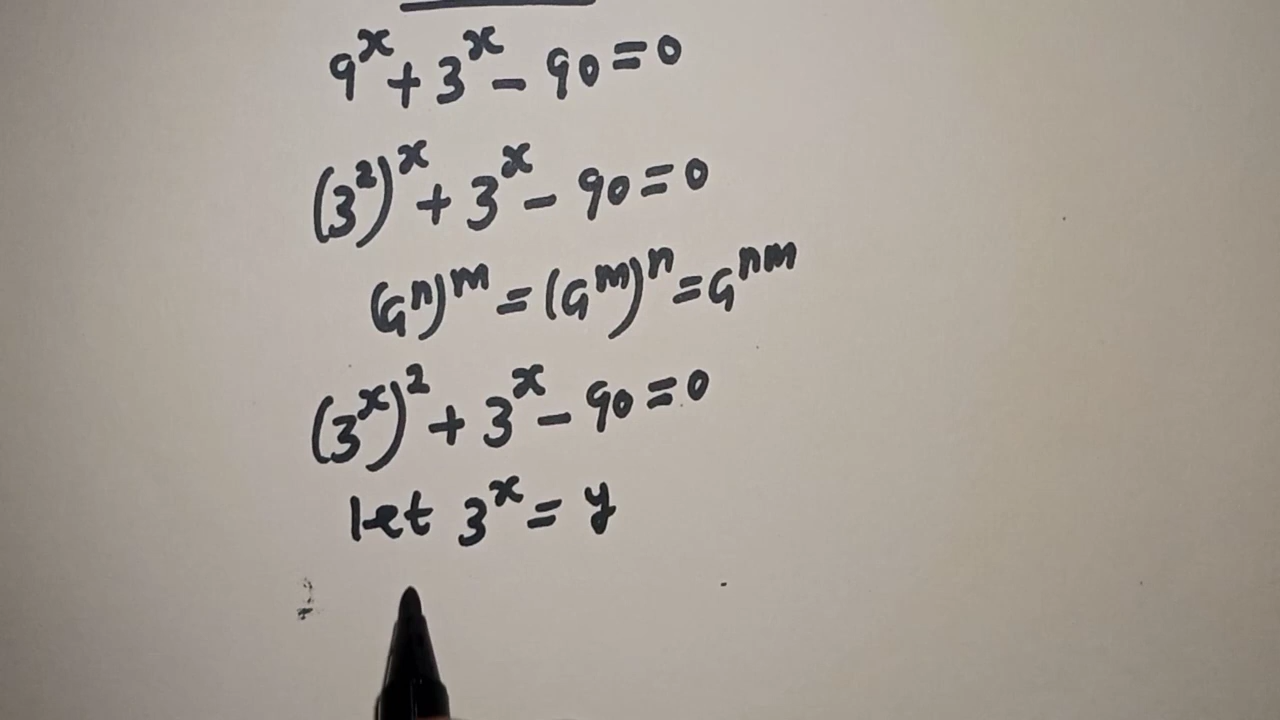 9^x + 3^x - 90 = 0
(3^2)^x + 3^x - 90 = 0
(a^n)^m = (a^m)^n = a^nm
(3^x)^2 + 3^x - 90 = 0
let 3^x = y